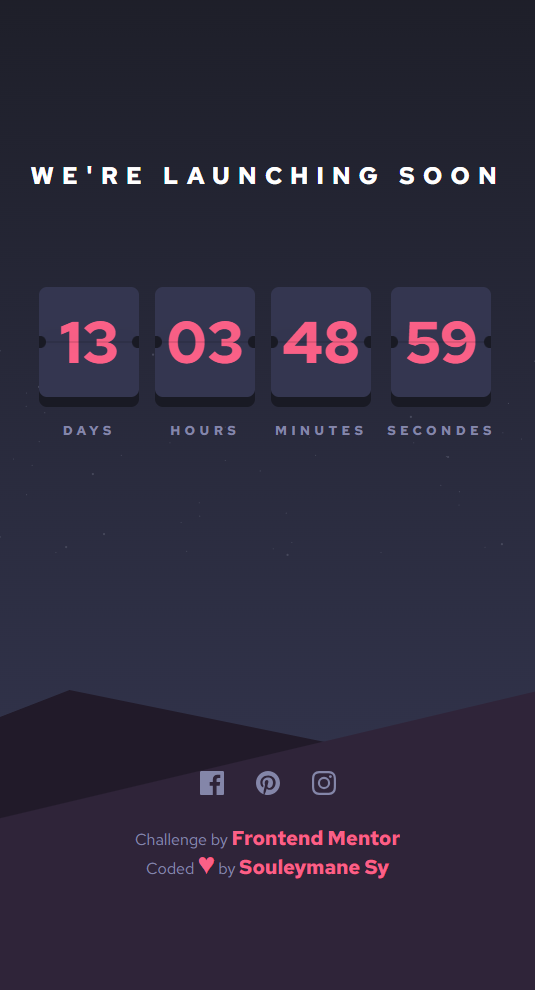 WE'RE LAUNCHING SOON
13 03 48 59
DAYS HOURS MINUTES SECONDES
Challenge by Frontend Mentor
Coded ♥ by Souleymane Sy